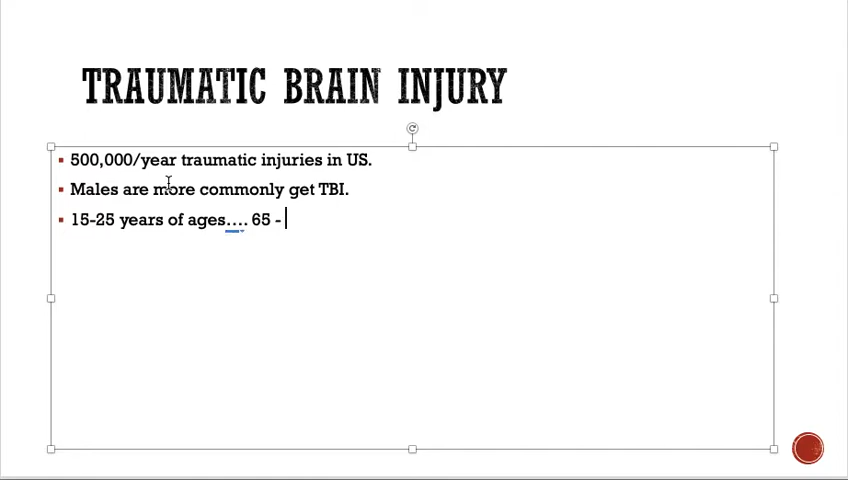 TRAUMATIC BRAIN INJURY
500,000/year traumatic injuries in US.
Males are more commonly get TBI.
15-25 years of ages.... 65 -